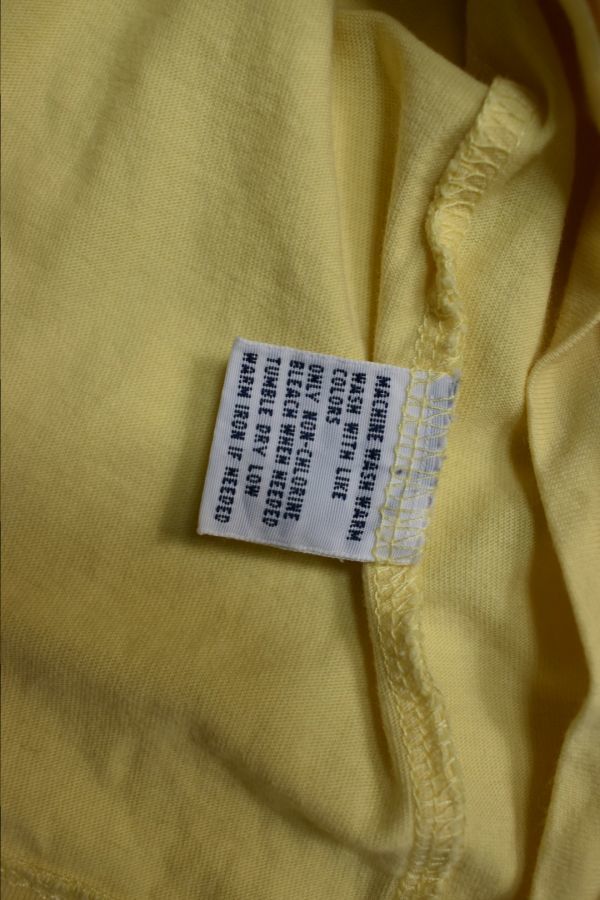 MACHINE WASH WARM
WASH WITH LIKE
COLORS
ONLY NON-CHLORINE
BLEACH WHEN NEEDED
TUMBLE DRY LOW
WARM IRON IF NEEDED